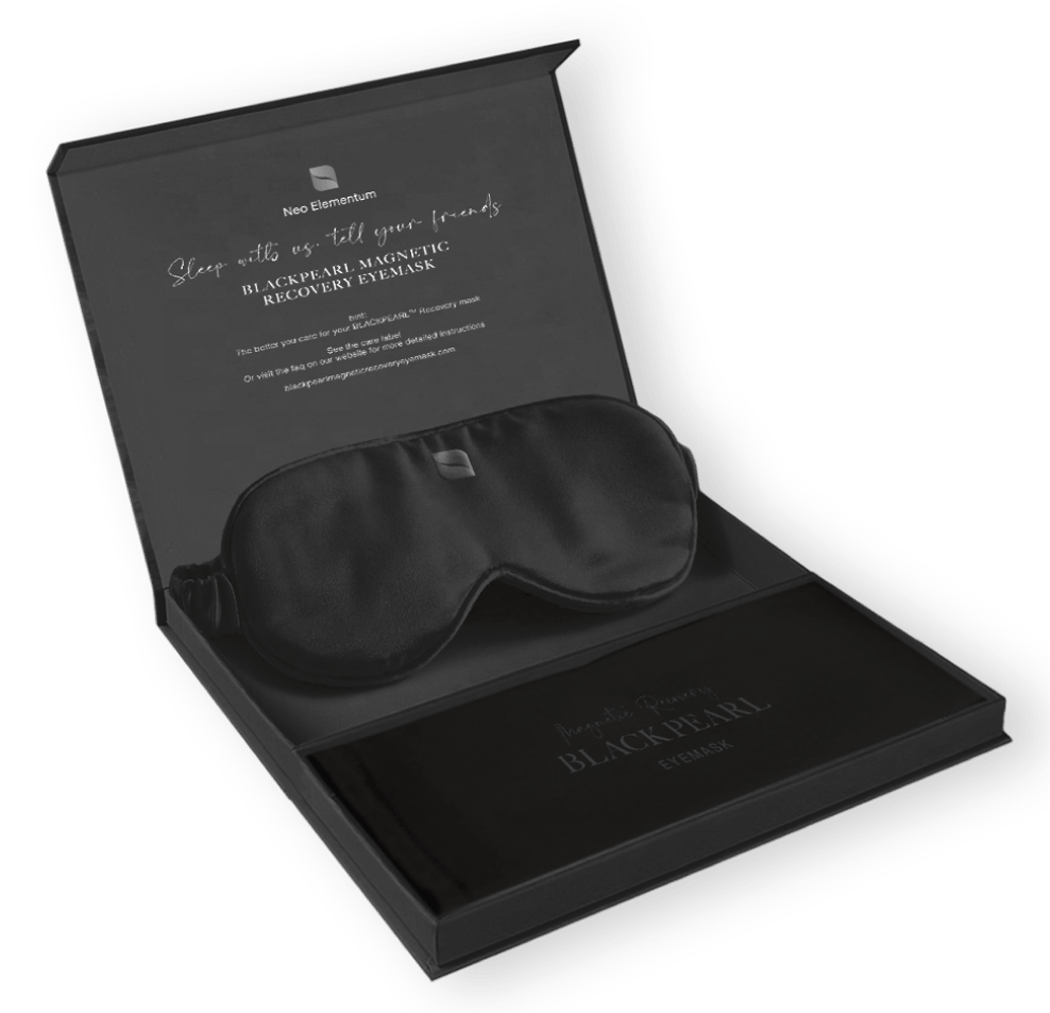 Neo Elementum
Sleep with us, tell your friends
BLACKPEARL MAGNETIC
RECOVERY EYEMASK
hint:
The better you care for your BLACKPEARL™ Recovery mask
See the care label
Or visit the faq on our website for more detailed instructions
blackpearlmagneticrecoveryeyemask.com
Magnetic Recovery
BLACKPEARL
EYEMASK